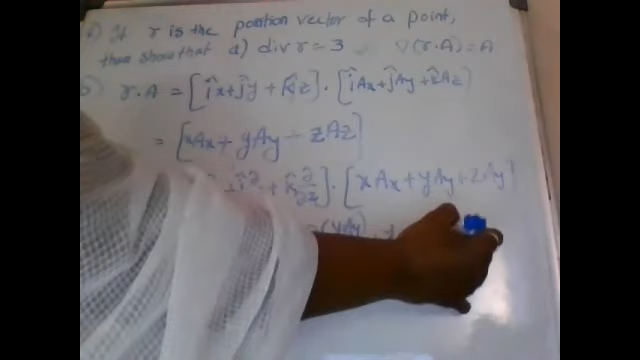 If r is the position vector of a point,
then show that a) div r = 3 ∇(r.A) = A
r.A = [îx+ĵy+k̂z] . [îAx+ĵAy+k̂Az]
= [xAx+ yAy + zAz]
+ĵ∂ + k̂ ∂/∂z] . [xAx+yAy+zAy]
(yAy)